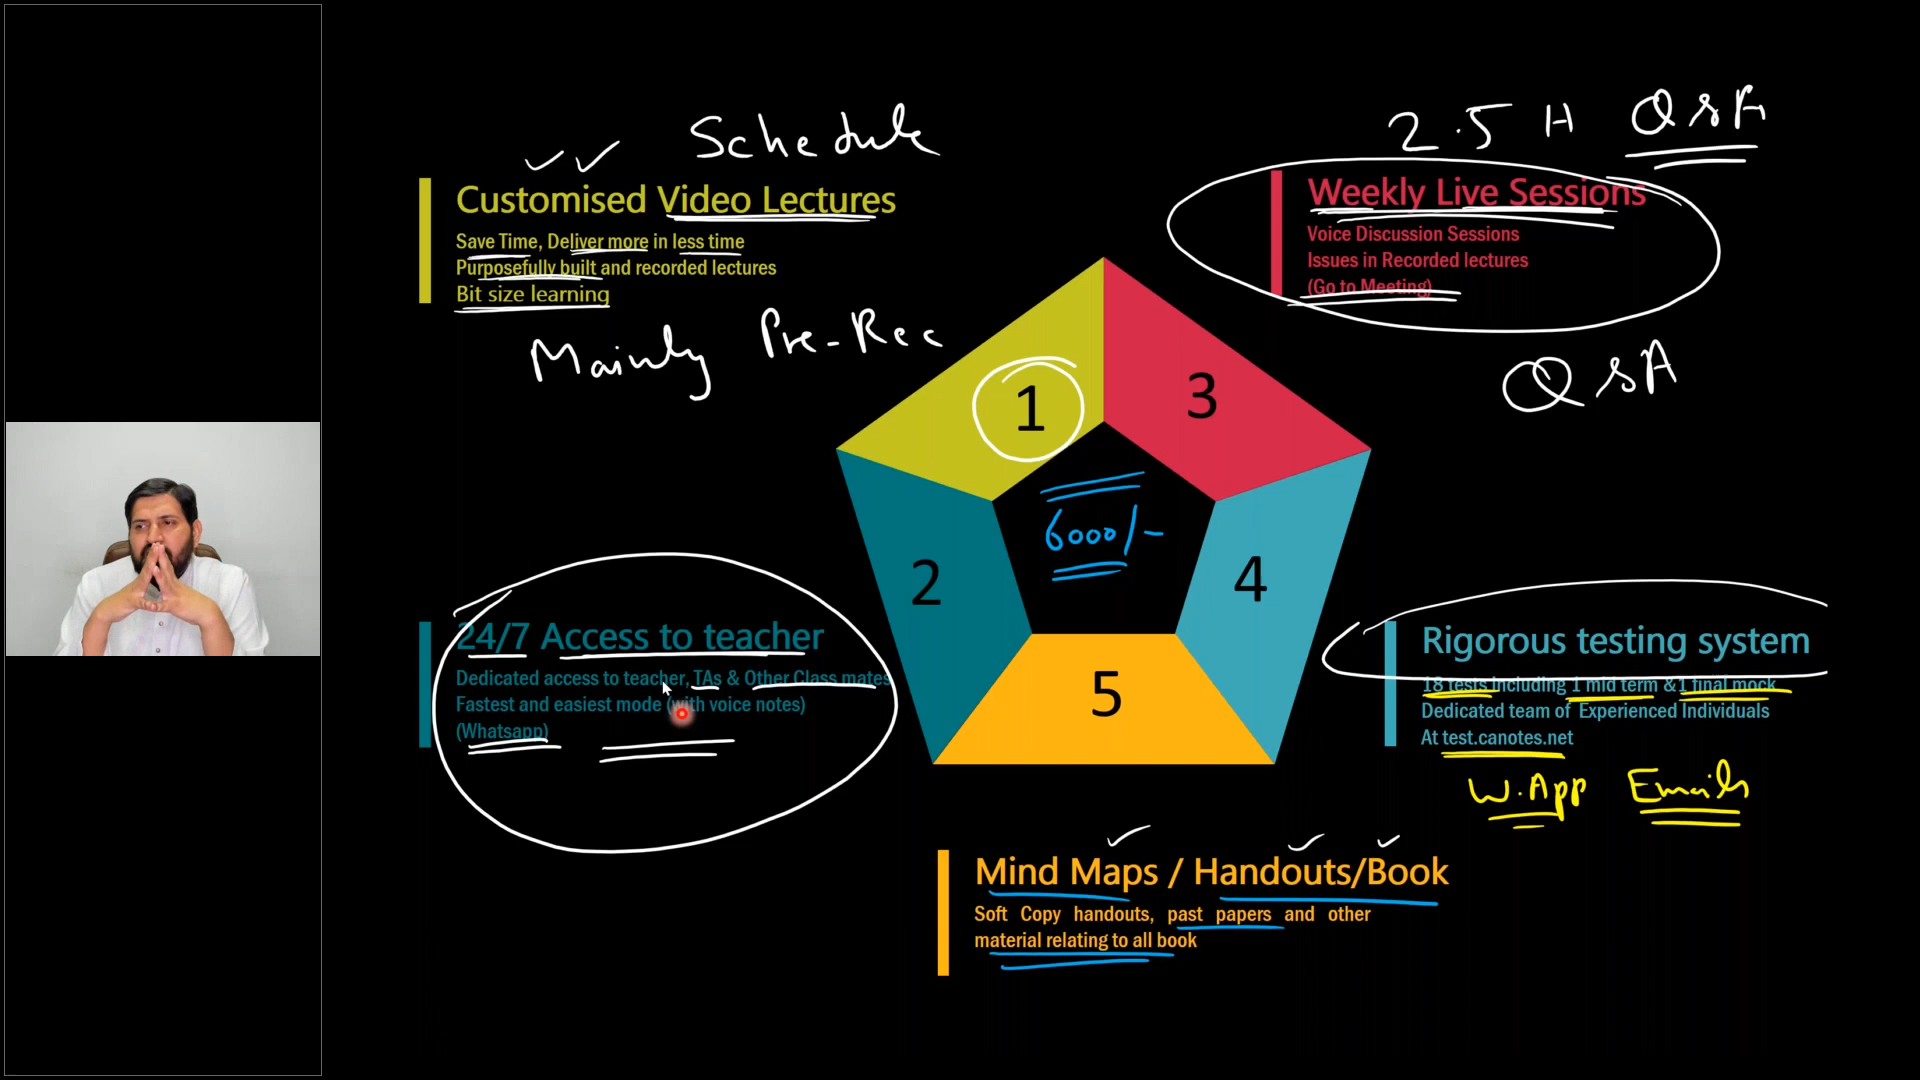 Schedule
Customised Video Lectures
Save Time, Deliver more in less time
Purposefully built and recorded lectures
Bit size learning
Mainly Pre-Rec
2.5 H Q&A
Weekly Live Sessions
Voice Discussion Sessions
Issues in Recorded lectures
(Go to Meeting)
Q&A
1
3
6000/-
2
4
5
24/7 Access to teacher
Dedicated access to teacher, TAs & Other Class mates
Fastest and easiest mode (with voice notes)
(Whatsapp)
Rigorous testing system
18 tests including 1 mid term &1 final mock
Dedicated team of Experienced Individuals
At test.canotes.net
W.App Emails
Mind Maps / Handouts/Book
Soft Copy handouts, past papers and other
material relating to all book